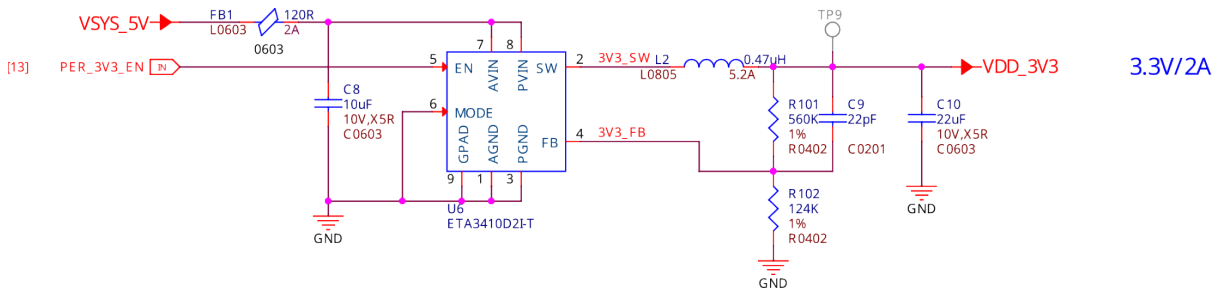 TP9
FB1 120R
VSYS_5V
L0603 2A
0603
7 8
[13] PER_3V3_EN IN
5 EN AVIN PVIN SW 2 3V3_SW L2 0.47uH
L0805 5.2A
VDD_3V3 3.3V/2A
C8
10uF
10V,X5R
C0603
6 MODE
GPAD AGND PGND FB 4 3V3_FB
R101
560K
1%
R0402
C9
22pF
C0201
C10
22uF
10V,X5R
C0603
9 1 3
U6
ETA3410D2I-T
R102
124K
1%
R0402
GND
GND
GND